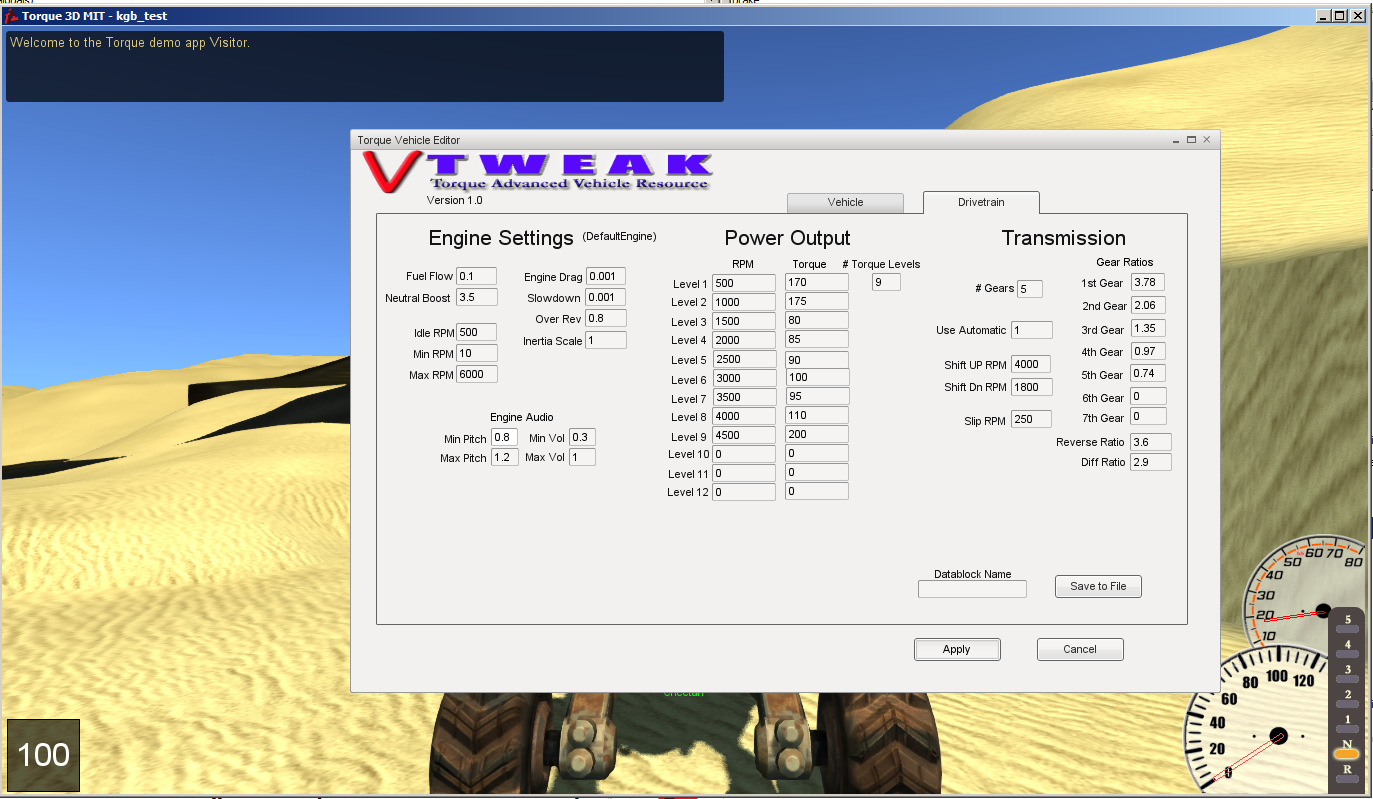 Torque 3D MIT - kgb_test
Welcome to the Torque demo app Visitor.
Torque Vehicle Editor
VTWEAK
Torque Advanced Vehicle Resource
Version 1.0
Vehicle
Drivetrain
Engine Settings (DefaultEngine)
Fuel Flow 0.1
Neutral Boost 3.5
Idle RPM 500
Min RPM 10
Max RPM 6000
Engine Drag 0.001
Slowdown 0.001
Over Rev 0.8
Inertia Scale 1
Engine Audio
Min Pitch 0.8 Min Vol 0.3
Max Pitch 1.2 Max Vol 1
Power Output
RPM Torque # Torque Levels
Level 1 500 170 9
Level 2 1000 175
Level 3 1500 80
Level 4 2000 85
Level 5 2500 90
Level 6 3000 100
Level 7 3500 95
Level 8 4000 110
Level 9 4500 200
Level 10 0 0
Level 11 0 0
Level 12 0 0
Transmission
# Gears 5
Use Automatic 1
Shift UP RPM 4000
Shift Dn RPM 1800
Slip RPM 250
Gear Ratios
1st Gear 3.78
2nd Gear 2.06
3rd Gear 1.35
4th Gear 0.97
5th Gear 0.74
6th Gear 0
7th Gear 0
Reverse Ratio 3.6
Diff Ratio 2.9
Datablock Name
Save to File
Apply
Cancel
100
10
20
30
40
50
60
70
80
0
20
40
60
80
100
120
5
4
3
2
1
N
R